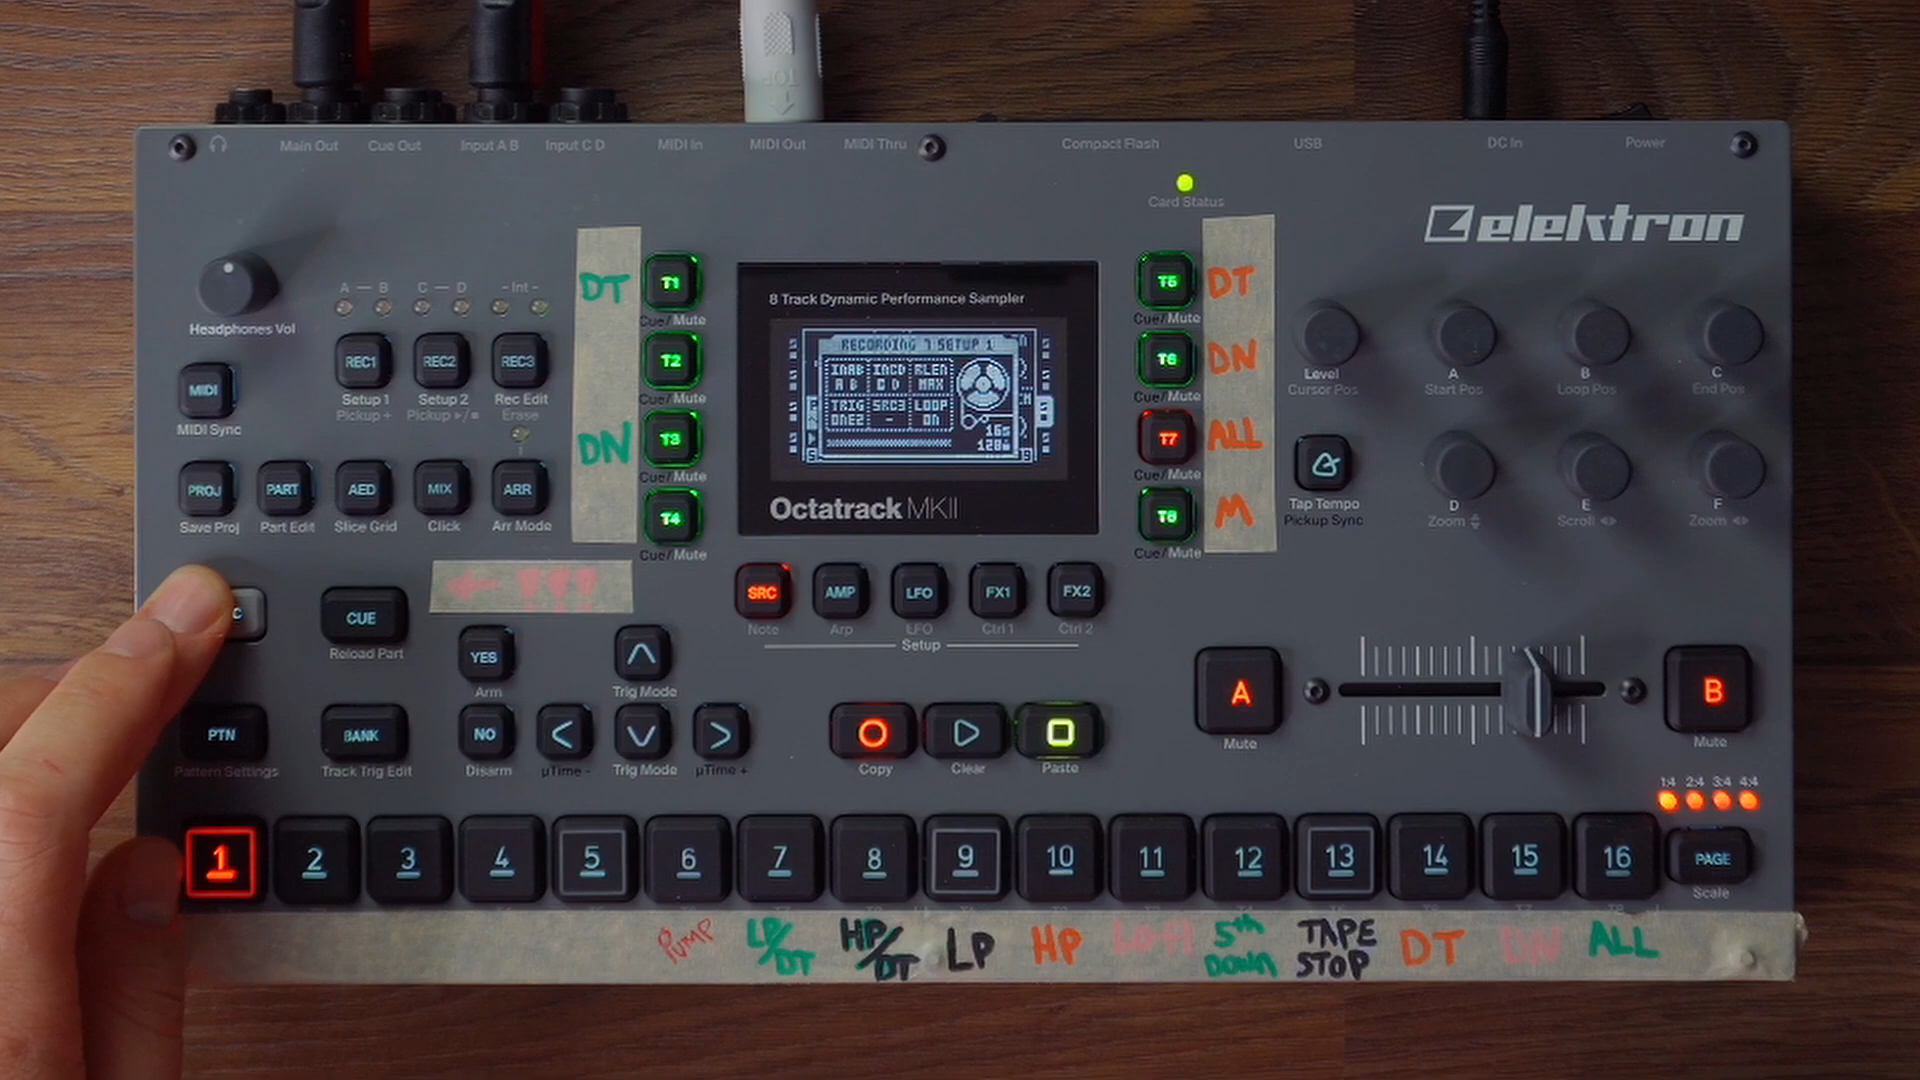 TOP
Main Out
Cue Out
Input A B
Input C D
MIDI In
MIDI Out
MIDI Thru
Compact Flash
USB
DC In
Power
Card Status
elektron
Headphones Vol
A — B
C — D
- Int -
REC1
REC2
REC3
Setup 1
Setup 2
Rec Edit
Pickup +
Pickup ▸/■
Erase
MIDI
MIDI Sync
PROJ
PART
AED
MIX
ARR
Save Proj
Part Edit
Slice Grid
Click
Arr Mode
DT
DN
T1
Cue/Mute
T2
Cue/Mute
T3
Cue/Mute
T4
Cue/Mute
8 Track Dynamic Performance Sampler
RECORDING 7 SETUP 1
INAB INCD RLEN
A B C D MAX
TRIG SRC3 LOOP
ONE2 - ON
16s
Octatrack MKII
T5
Cue/Mute
T6
Cue/Mute
T7
Cue/Mute
T8
Cue/Mute
DT
DN
ALL
M
Level
Cursor Pos
A
Start Pos
B
Loop Pos
C
End Pos
Tap Tempo
Pickup Sync
D
Zoom
E
Scroll
F
Zoom
← !!!
C
CUE
Reload Part
SRC
AMP
LFO
FX1
FX2
Note
Arp
LFO
Ctrl 1
Ctrl 2
Setup
YES
Arm
Trig Mode
PTN
Pattern Settings
BANK
Track Trig Edit
NO
Disarm
μTime -
Trig Mode
μTime +
Copy
Clear
Paste
A
Mute
B
Mute
1:4 2:4 3:4 4:4
1 2 3 4 5 6 7 8 9 10 11 12 13 14 15 16
PAGE
Scale
PUMP
LP/DT
HP/DT
LP
HP
LO-FI
5th DOWN
TAPE STOP
DT
DN
ALL